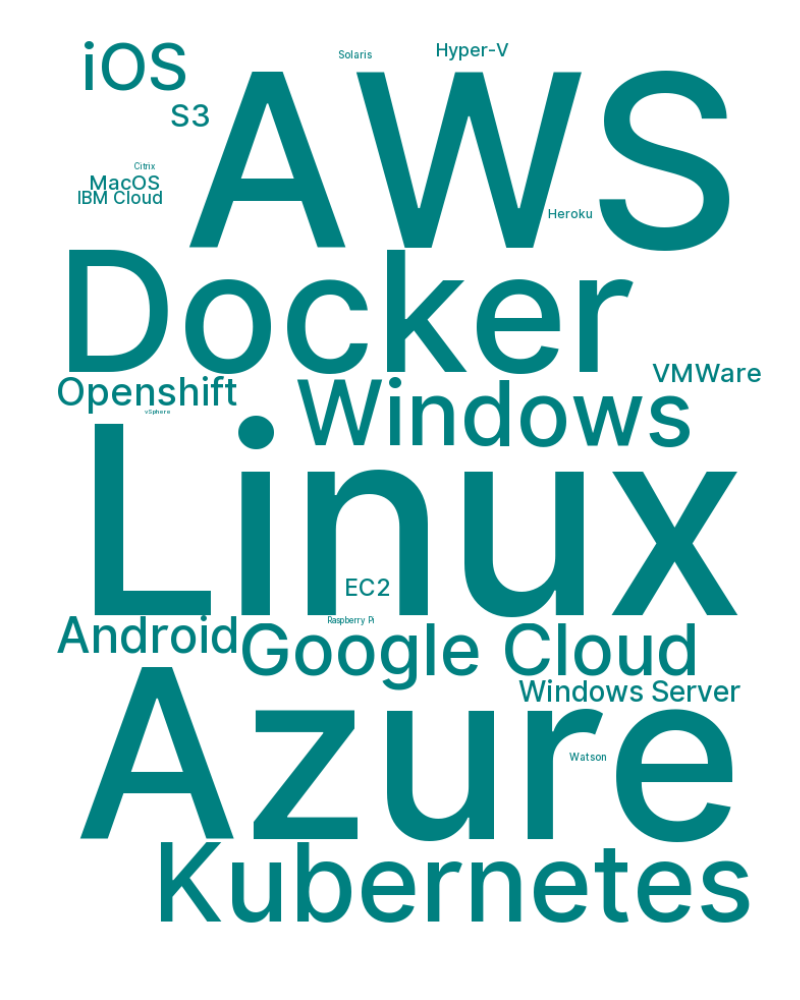 iOS
Solaris
Hyper-V
S3
AWS
Citrix
MacOS
IBM Cloud
Heroku
Docker
VMWare
Openshift
Windows
vSphere
Linux
EC2
Raspberry Pi
Android
Google Cloud
Windows Server
Azure
Watson
Kubernetes